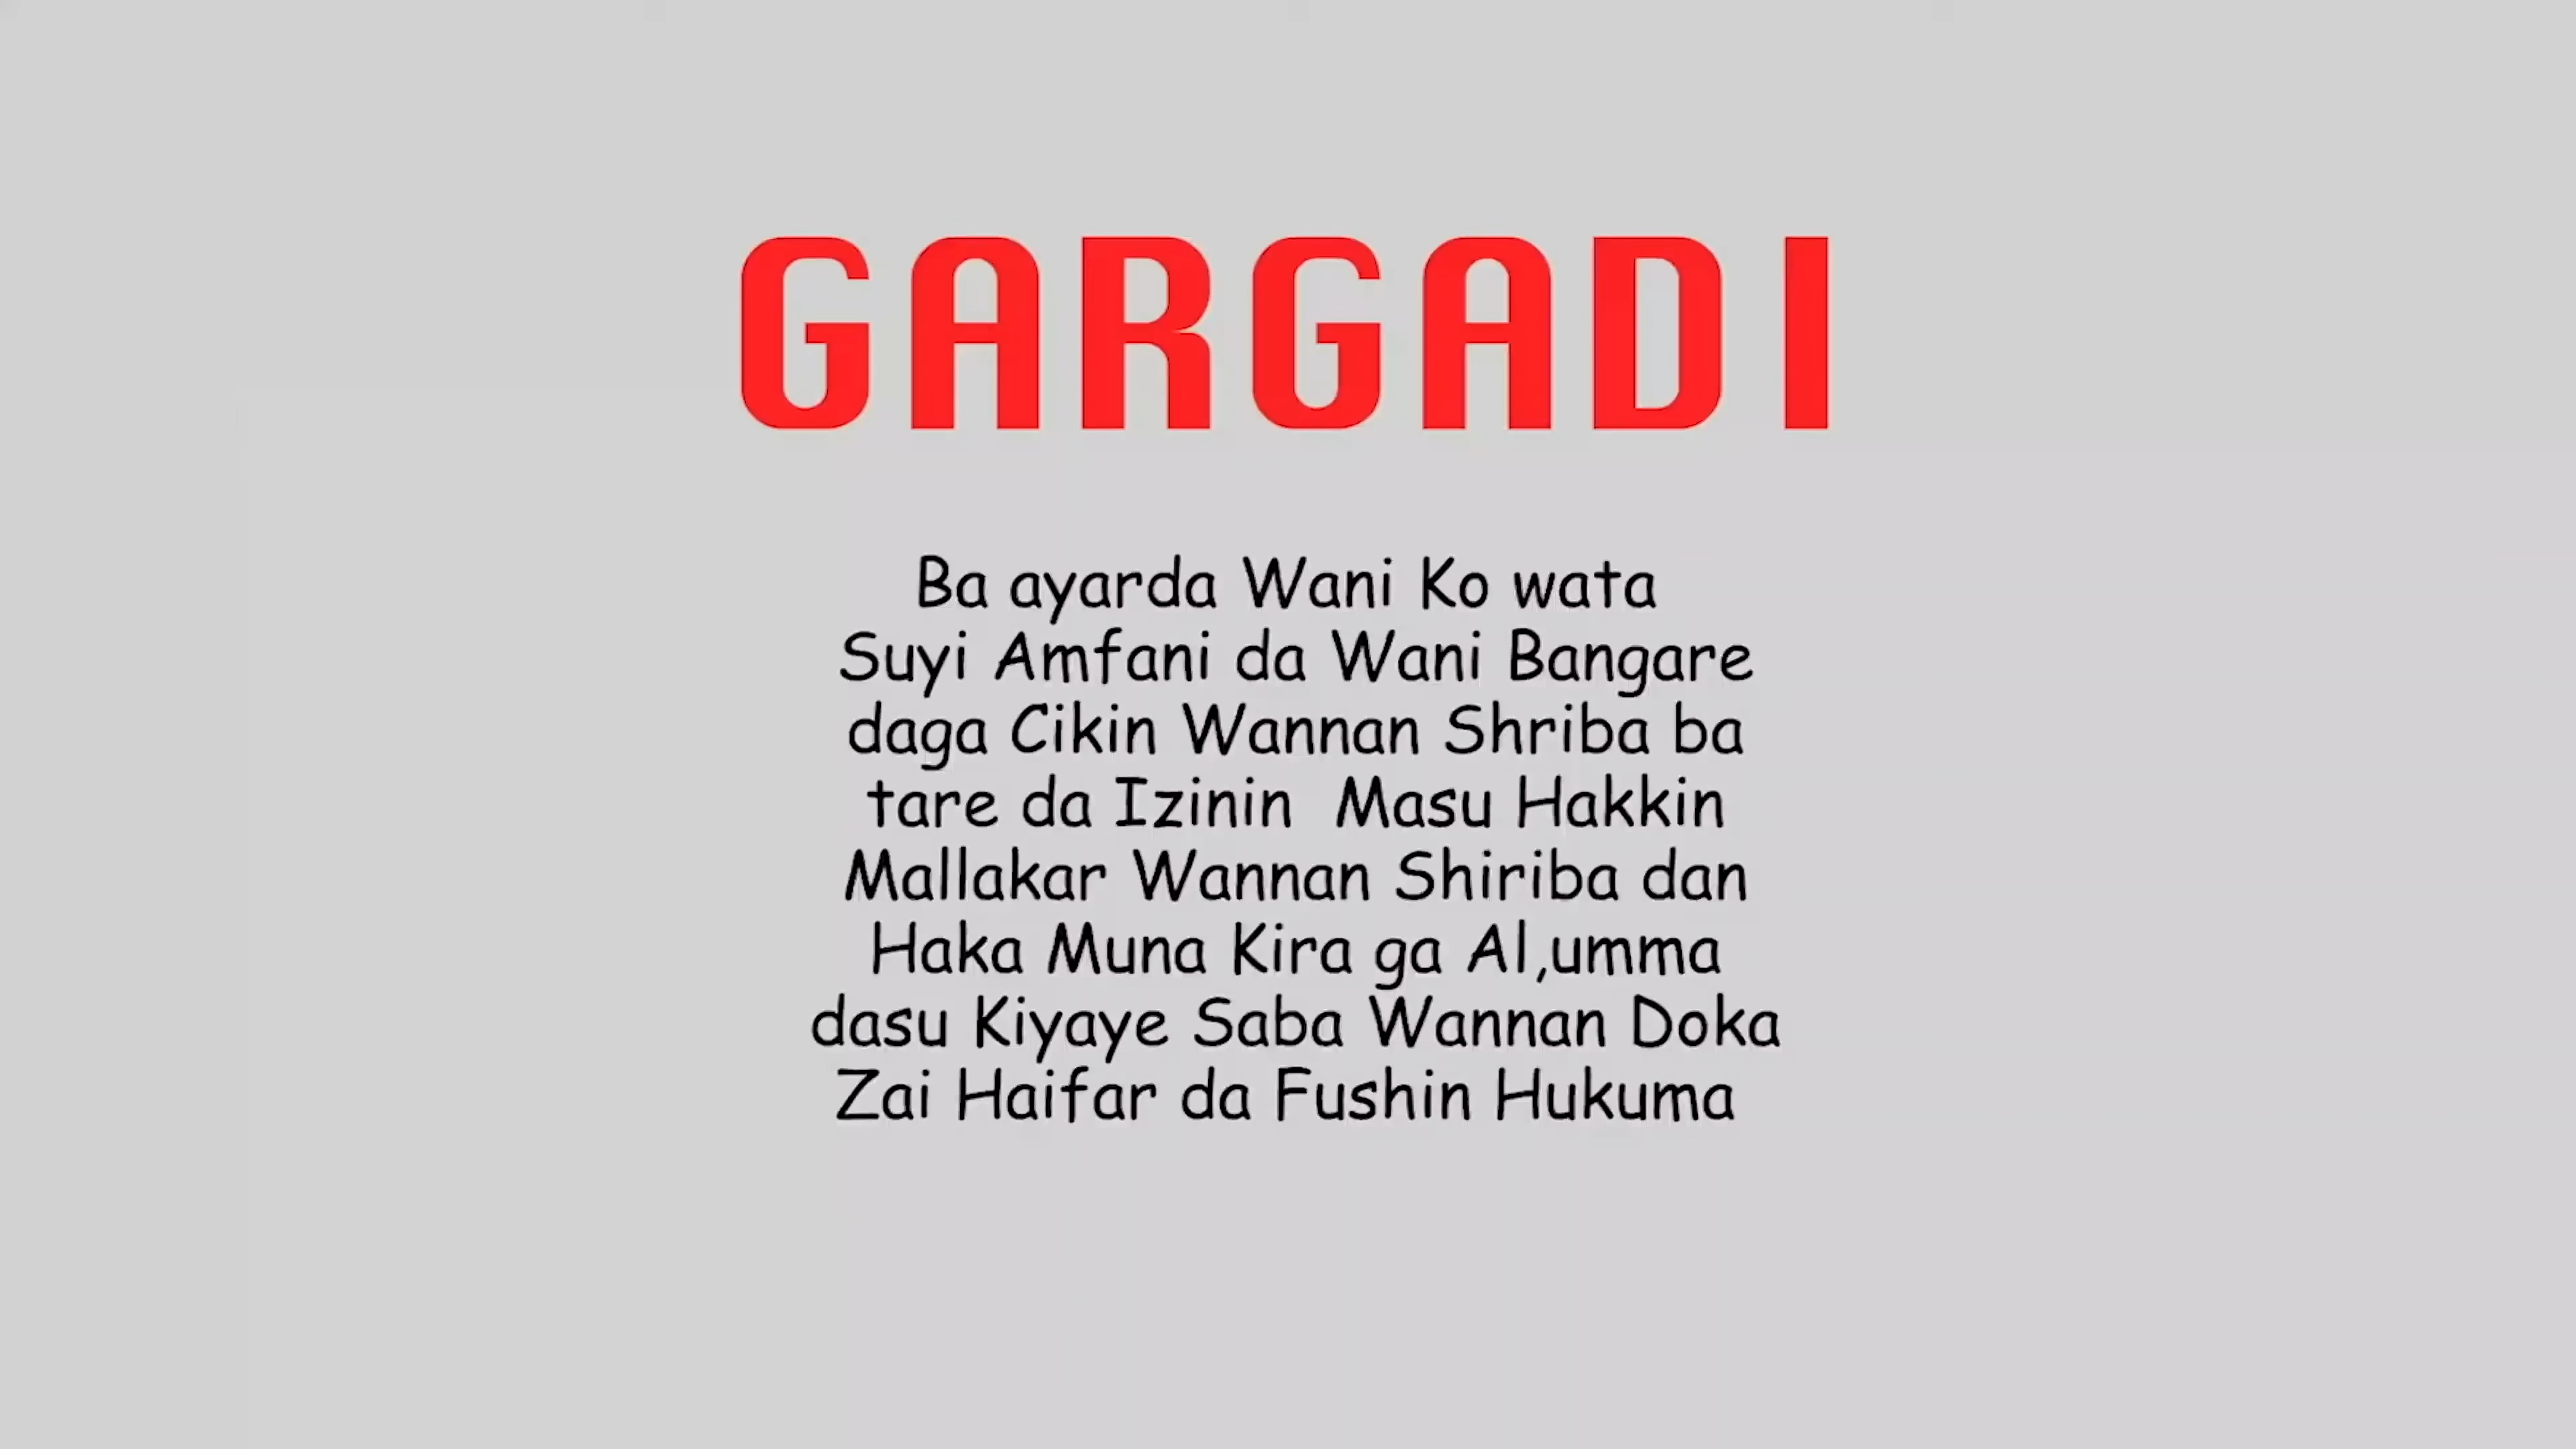 GARGADI
Ba ayarda Wani Ko wata
Suyi Amfani da Wani Bangare
daga Cikin Wannan Shriba ba
tare da Izinin Masu Hakkin
Mallakar Wannan Shiriba dan
Haka Muna Kira ga Al,umma
dasu Kiyaye Saba Wannan Doka
Zai Haifar da Fushin Hukuma